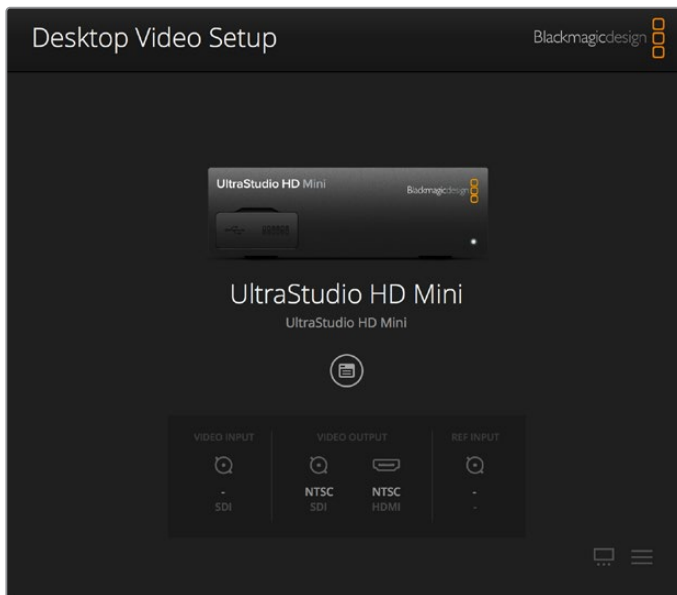 Desktop Video Setup
Blackmagicdesign
UltraStudio HD Mini
Blackmagicdesign
UltraStudio HD Mini
UltraStudio HD Mini
VIDEO INPUT VIDEO OUTPUT REF INPUT
- NTSC NTSC -
SDI SDI HDMI -